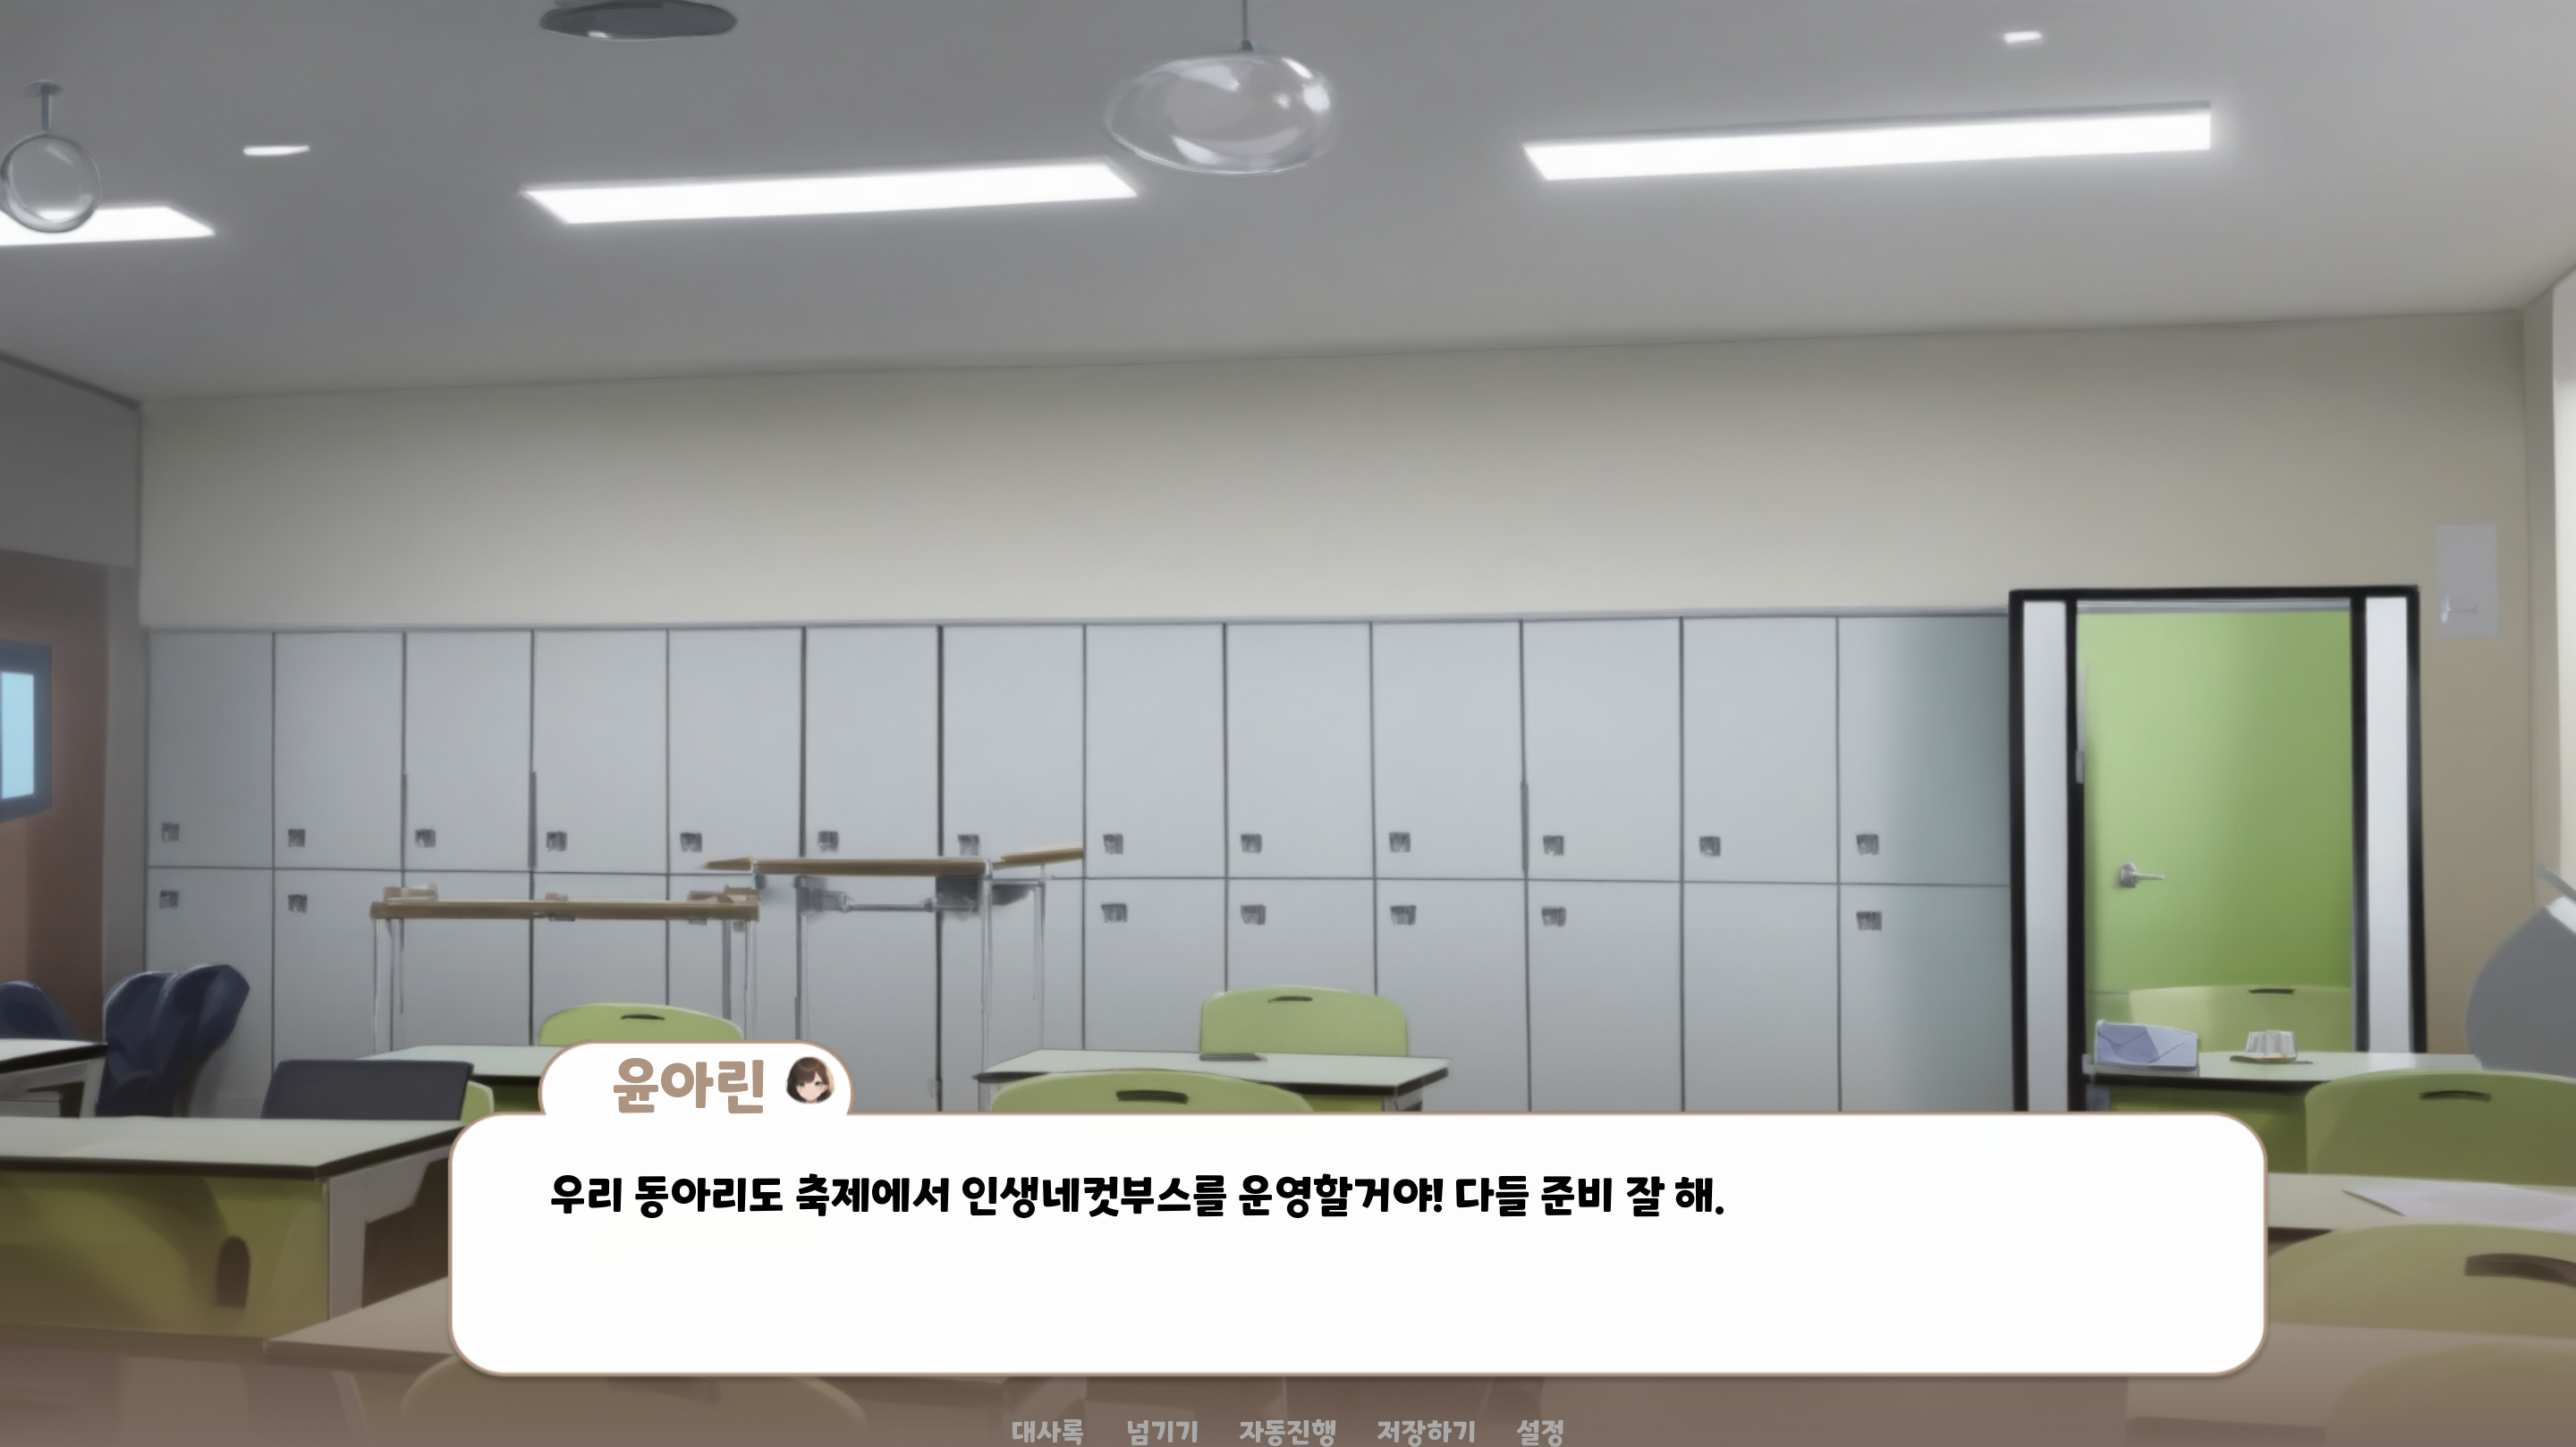 윤아린
우리 동아리도 축제에서 인생네컷부스를 운영할거야! 다들 준비 잘 해.
대사록 넘기기 자동진행 저장하기 설정